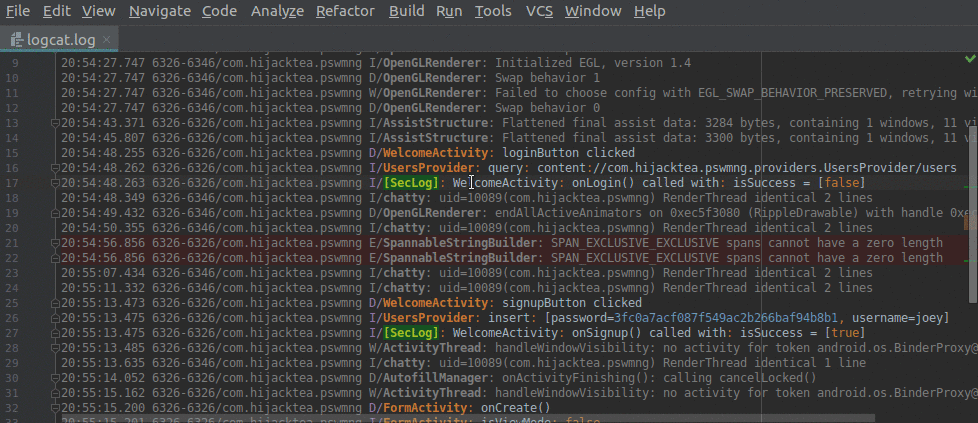 File Edit View Navigate Code Analyze Refactor Build Run Tools VCS Window Help
logcat.log
9 20:54:27.747 6326-6346/com.hijacktea.pswmng I/OpenGLRenderer: Initialized EGL, version 1.4
10 20:54:27.747 6326-6346/com.hijacktea.pswmng D/OpenGLRenderer: Swap behavior 1
11 20:54:27.747 6326-6346/com.hijacktea.pswmng W/OpenGLRenderer: Failed to choose config with EGL_SWAP_BEHAVIOR_PRESERVED, retrying wi
12 20:54:27.747 6326-6346/com.hijacktea.pswmng D/OpenGLRenderer: Swap behavior 0
13 20:54:43.371 6326-6326/com.hijacktea.pswmng I/AssistStructure: Flattened final assist data: 3284 bytes, containing 1 windows, 11 vi
14 20:54:45.807 6326-6326/com.hijacktea.pswmng I/AssistStructure: Flattened final assist data: 3300 bytes, containing 1 windows, 11 vi
15 20:54:48.255 6326-6326/com.hijacktea.pswmng D/WelcomeActivity: loginButton clicked
16 20:54:48.262 6326-6326/com.hijacktea.pswmng I/UsersProvider: query: content://com.hijacktea.pswmng.providers.UsersProvider/users
17 20:54:48.263 6326-6326/com.hijacktea.pswmng I/[SecLog]: WelcomeActivity: onLogin() called with: isSuccess = [false]
18 20:54:48.349 6326-6346/com.hijacktea.pswmng I/chatty: uid=10089(com.hijacktea.pswmng) RenderThread identical 2 lines
19 20:54:49.432 6326-6346/com.hijacktea.pswmng D/OpenGLRenderer: endAllActiveAnimators on 0xec5f3080 (RippleDrawable) with handle 0xe
20 20:54:50.355 6326-6346/com.hijacktea.pswmng I/chatty: uid=10089(com.hijacktea.pswmng) RenderThread identical 2 lines
21 20:54:56.856 6326-6326/com.hijacktea.pswmng E/SpannableStringBuilder: SPAN_EXCLUSIVE_EXCLUSIVE spans cannot have a zero length
22 20:54:56.856 6326-6326/com.hijacktea.pswmng E/SpannableStringBuilder: SPAN_EXCLUSIVE_EXCLUSIVE spans cannot have a zero length
23 20:55:07.434 6326-6346/com.hijacktea.pswmng I/chatty: uid=10089(com.hijacktea.pswmng) RenderThread identical 2 lines
24 20:55:11.332 6326-6346/com.hijacktea.pswmng I/chatty: uid=10089(com.hijacktea.pswmng) RenderThread identical 2 lines
25 20:55:13.473 6326-6326/com.hijacktea.pswmng D/WelcomeActivity: signupButton clicked
26 20:55:13.475 6326-6326/com.hijacktea.pswmng I/UsersProvider: insert: [password=3fc0a7acf087f549ac2b266baf94b8b1, username=joey]
27 20:55:13.475 6326-6326/com.hijacktea.pswmng I/[SecLog]: WelcomeActivity: onSignup() called with: isSuccess = [true]
28 20:55:13.485 6326-6326/com.hijacktea.pswmng W/ActivityThread: handleWindowVisibility: no activity for token android.os.BinderProxy@
29 20:55:13.635 6326-6346/com.hijacktea.pswmng I/chatty: uid=10089(com.hijacktea.pswmng) RenderThread identical 1 line
30 20:55:14.052 6326-6326/com.hijacktea.pswmng D/AutofillManager: onActivityFinishing(): calling cancelLocked()
31 20:55:15.162 6326-6326/com.hijacktea.pswmng W/ActivityThread: handleWindowVisibility: no activity for token android.os.BinderProxy@
32 20:55:15.200 6326-6326/com.hijacktea.pswmng D/FormActivity: onCreate()